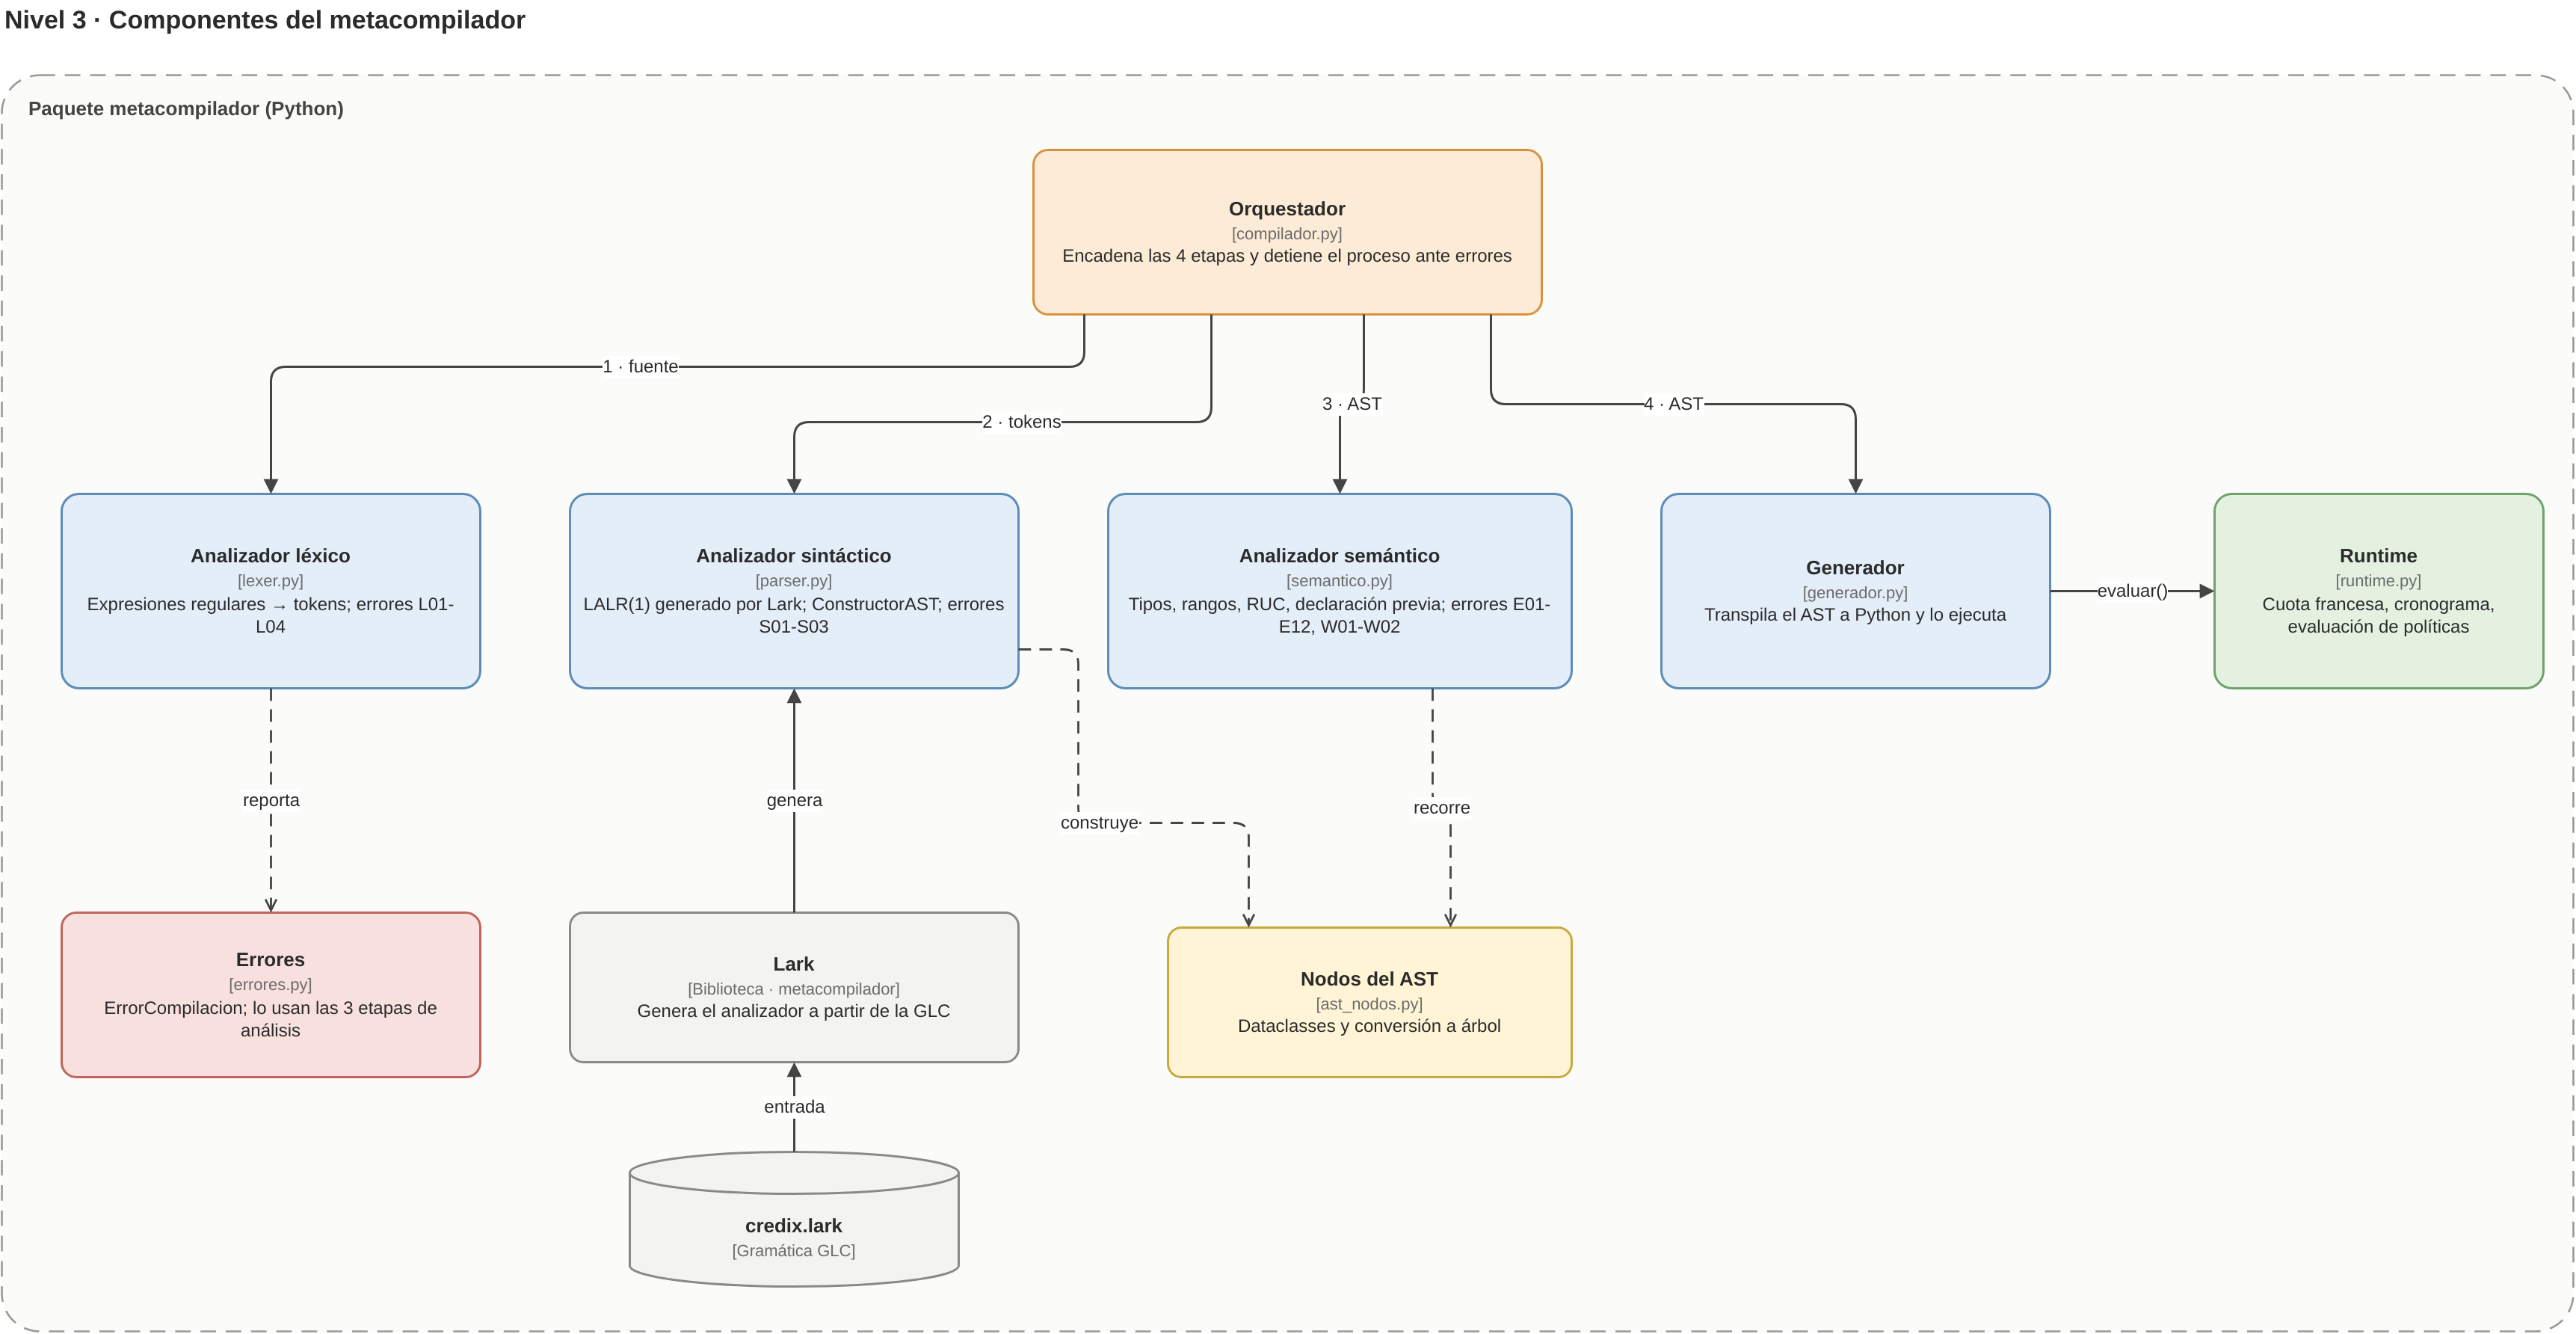 Nivel 3 · Componentes del metacompilador
Paquete metacompilador (Python)
Orquestador
[compilador.py]
Encadena las 4 etapas y detiene el proceso ante errores
1 · fuente
2 · tokens
3 · AST
4 · AST
Analizador léxico
[lexer.py]
Expresiones regulares → tokens; errores L01-
L04
Analizador sintáctico
[parser.py]
LALR(1) generado por Lark; ConstructorAST; errores
S01-S03
Analizador semántico
[semantico.py]
Tipos, rangos, RUC, declaración previa; errores E01-
E12, W01-W02
Generador
[generador.py]
Transpila el AST a Python y lo ejecuta
evaluar()
Runtime
[runtime.py]
Cuota francesa, cronograma,
evaluación de políticas
reporta
genera
construye
recorre
Errores
[errores.py]
ErrorCompilacion; lo usan las 3 etapas de
análisis
Lark
[Biblioteca · metacompilador]
Genera el analizador a partir de la GLC
Nodos del AST
[ast_nodos.py]
Dataclasses y conversión a árbol
entrada
credix.lark
[Gramática GLC]